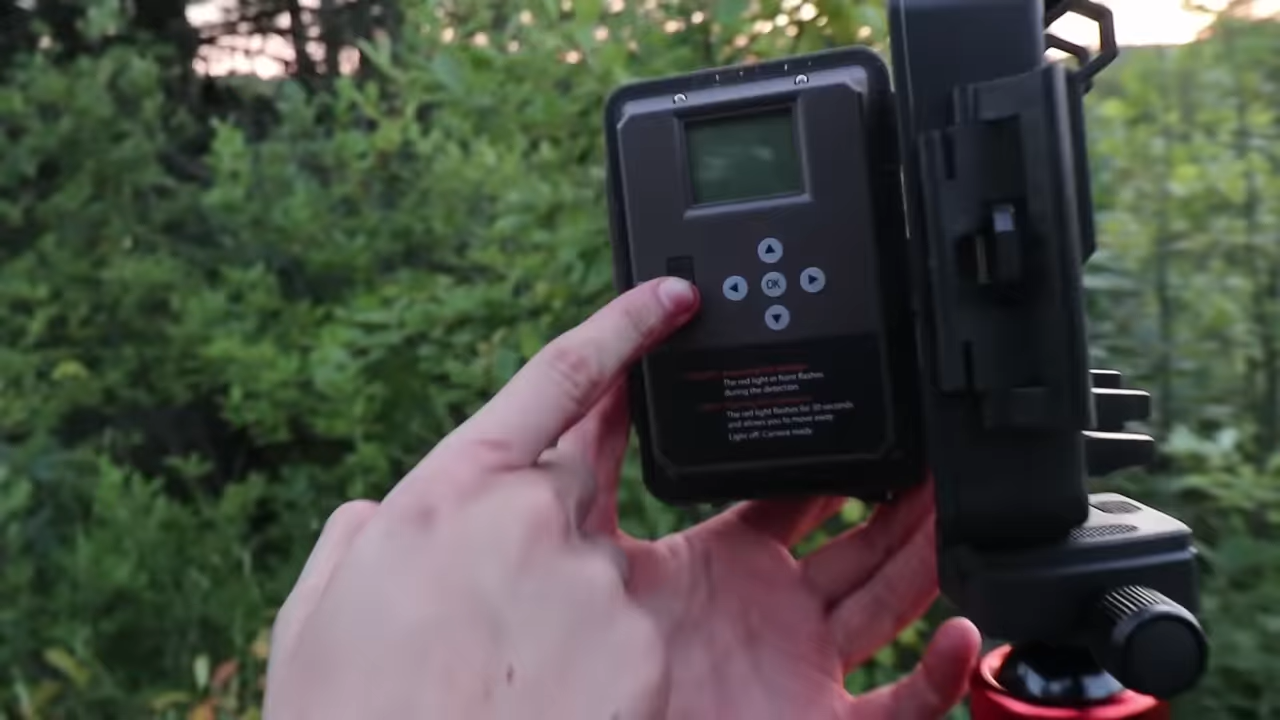 OK
The red light in front flashes
during the detection
The red light flashes for 30 seconds
and allows you to move away
Light off: Camera ready